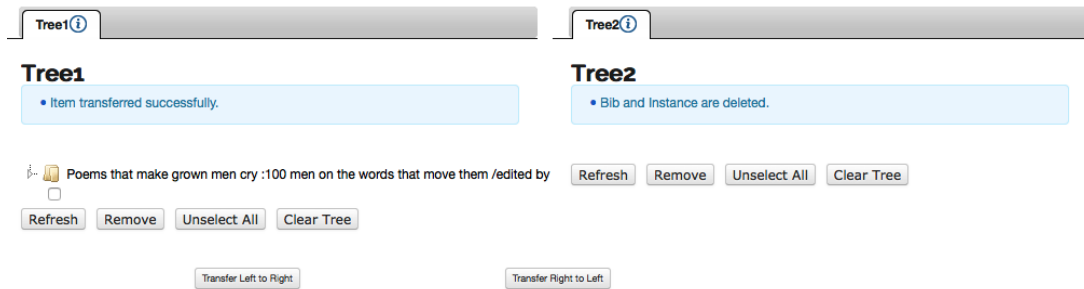 Tree1
Tree2
Tree1
Tree2
• Item transferred successfully.
• Bib and Instance are deleted.
Poems that make grown men cry :100 men on the words that move them /edited by
Refresh Remove Unselect All Clear Tree
Refresh Remove Unselect All Clear Tree
Transfer Left to Right
Transfer Right to Left